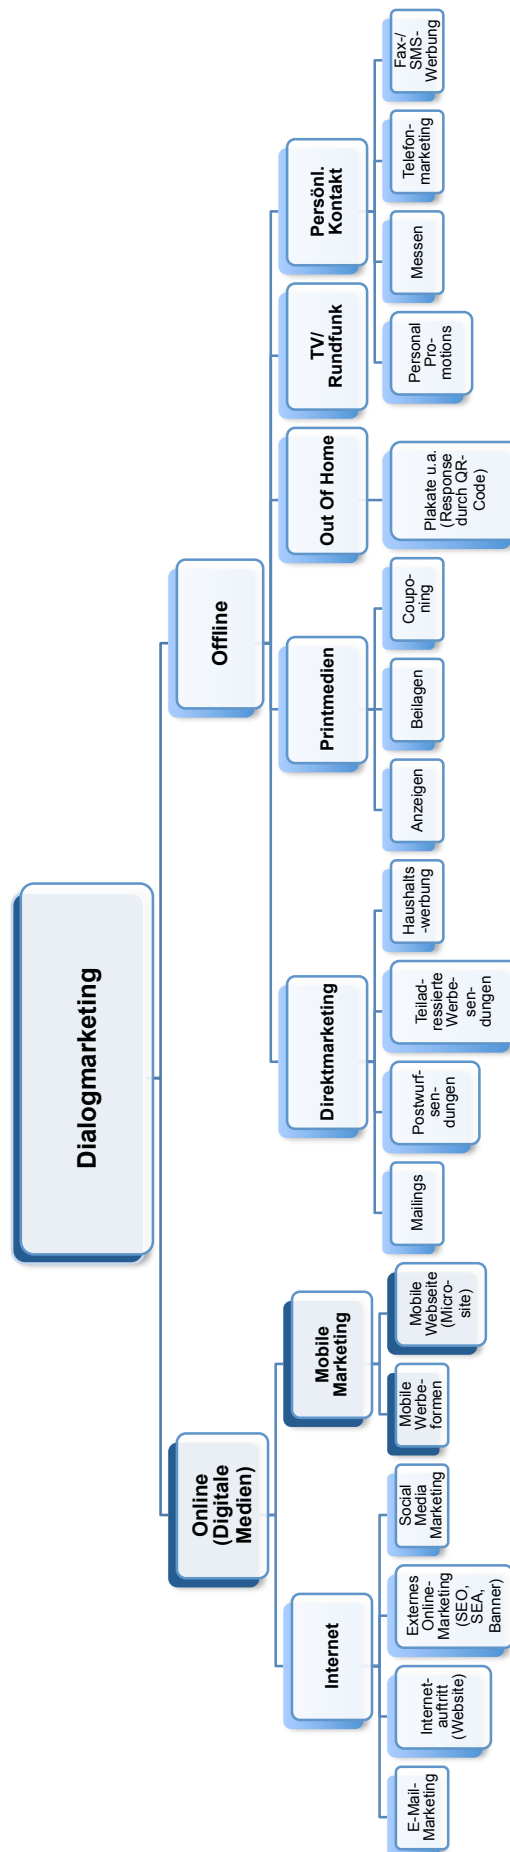 Dialogmarketing
Online
(Digitale
Medien)
Offline
Internet
Mobile
Marketing
Direktmarketing
Printmedien
Out Of Home
TV/
Rundfunk
Persönl.
Kontakt
E-Mail-
Marketing
Internet-
auftritt
(Website)
Externes
Online-
Marketing
(SEO,
SEA,
Banner)
Social
Media
Marketing
Mobile
Werbe-
formen
Mobile
Webseite
(Micro-
site)
Mailings
Postwurf-
sen-
dungen
Teilad-
ressierte
Werbe-
sen-
dungen
Haushalts
-werbung
Anzeigen
Beilagen
Coupo-
ning
Plakate u.a.
(Response
durch QR-
Code)
Personal
Pro-
motions
Messen
Telefon-
marketing
Fax-/
SMS-
Werbung